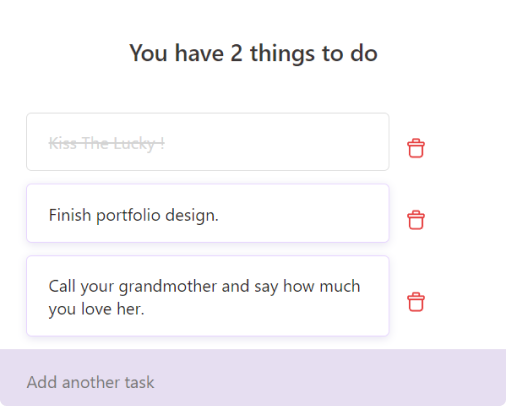 You have 2 things to do
Kiss The Lucky !
Finish portfolio design.
Call your grandmother and say how much
you love her.
Add another task